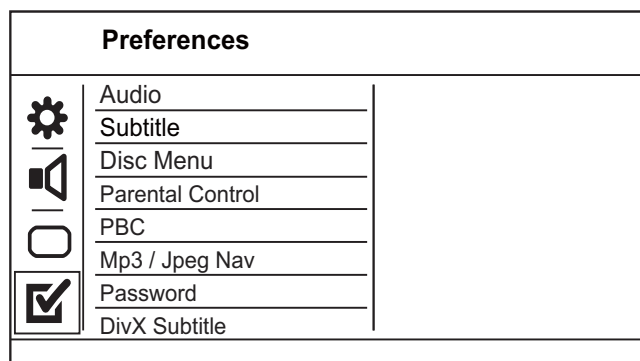 Preferences
Audio
Subtitle
Disc Menu
Parental Control
PBC
Mp3 / Jpeg Nav
Password
DivX Subtitle